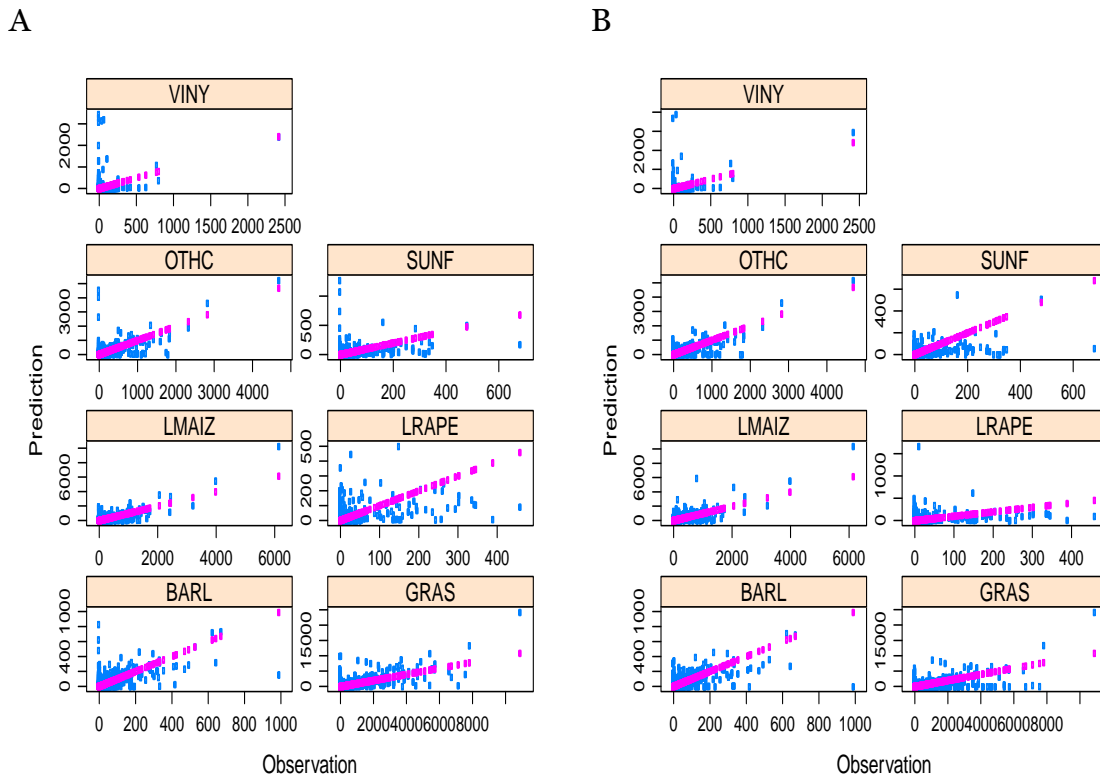 A
VINY
0 2000
0 500 1000 1500 2000 2500
OTHC
0 3000
0 1000 2000 3000 4000
SUNF
0 500
0 200 400 600
LMAIZ
0 6000
0 2000 4000 6000
LRAPE
0 200 500
0 100 200 300 400
BARL
0 400 1000
0 200 400 600 800 1000
GRAS
0 15000
0 2000400060008000
Prediction
Observation
B
VINY
0 2000
0 500 1000 1500 2000 2500
OTHC
0 3000
0 1000 2000 3000 4000
SUNF
0 400
0 200 400 600
LMAIZ
0 6000
0 2000 4000 6000
LRAPE
0 1000
0 100 200 300 400
BARL
0 400 1000
0 200 400 600 800 1000
GRAS
0 15000
0 2000400060008000
Prediction
Observation